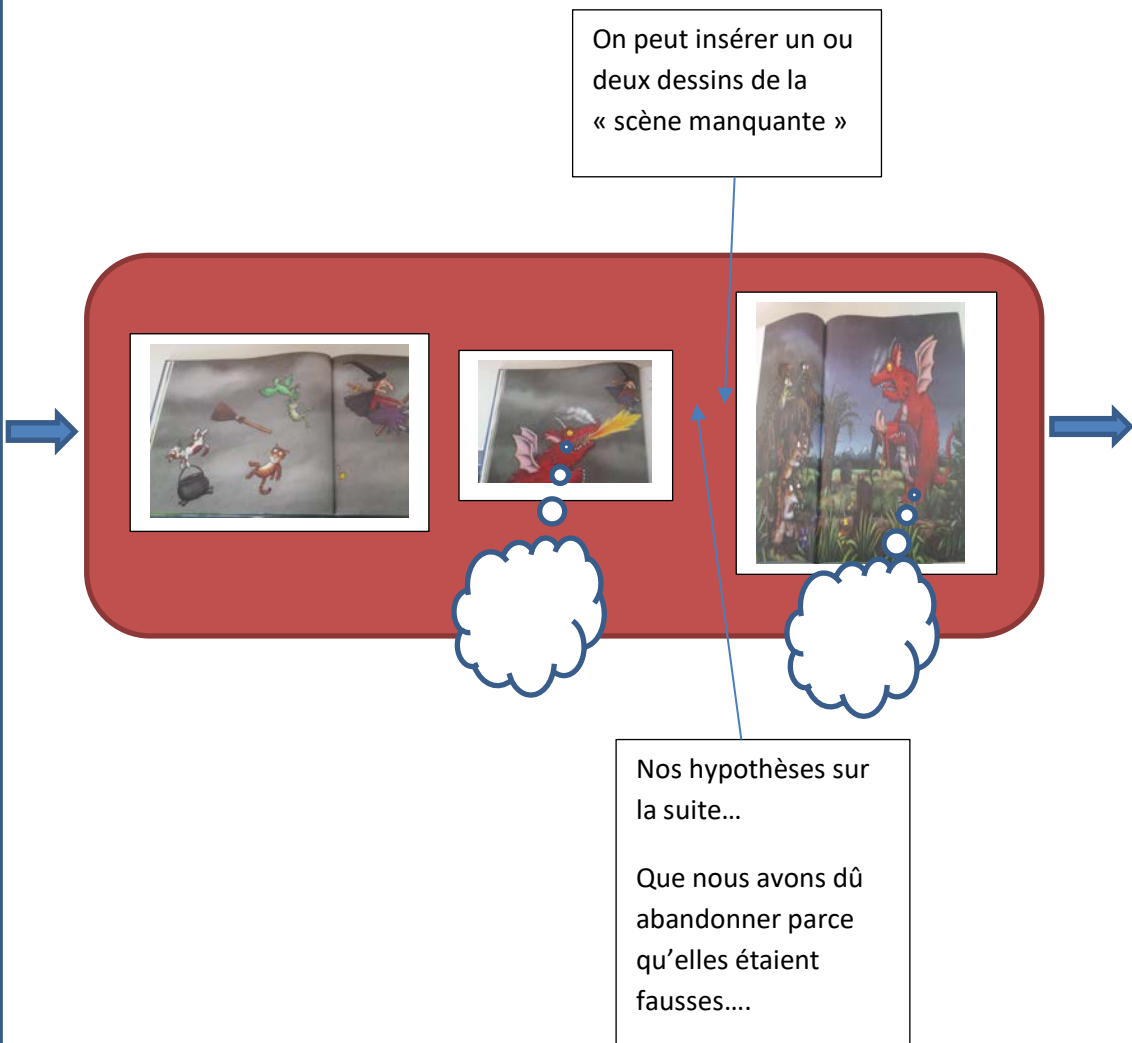 On peut insérer un ou
deux dessins de la
« scène manquante »
Nos hypothèses sur
la suite…
Que nous avons dû
abandonner parce
qu’elles étaient
fausses….